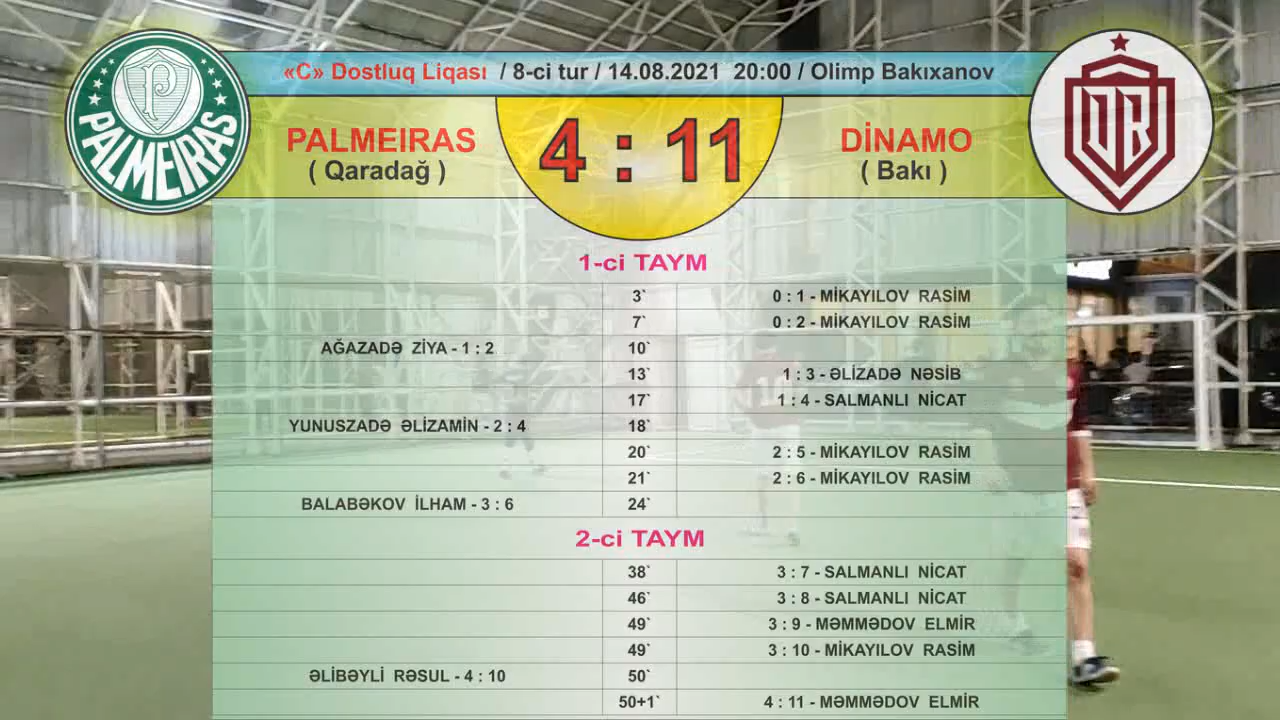 «C» Dostluq Liqası / 8-ci tur / 14.08.2021 20:00 / Olimp Bakıxanov
P
PALMEIRAS
PALMEIRAS
( Qaradağ )
4 : 11
DİNAMO
( Bakı )
DB
1-ci TAYM
3` 0 : 1 - MİKAYILOV RASİM
7` 0 : 2 - MİKAYILOV RASİM
AĞAZADƏ ZİYA - 1 : 2 10`
13` 1 : 3 - ƏLİZADƏ NƏSİB
17` 1 : 4 - SALMANLI NİCAT
YUNUSZADƏ ƏLİZAMİN - 2 : 4 18`
20` 2 : 5 - MİKAYILOV RASİM
21` 2 : 6 - MİKAYILOV RASİM
BALABƏKOV İLHAM - 3 : 6 24`
2-ci TAYM
38` 3 : 7 - SALMANLI NİCAT
46` 3 : 8 - SALMANLI NİCAT
49` 3 : 9 - MƏMMƏDOV ELMİR
49` 3 : 10 - MİKAYILOV RASİM
ƏLİBƏYLİ RƏSUL - 4 : 10 50`
50+1` 4 : 11 - MƏMMƏDOV ELMİR